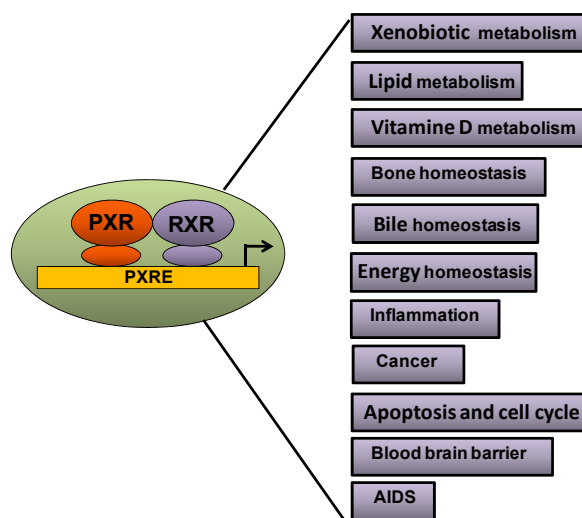 Xenobiotic metabolism
Lipid metabolism
Vitamine D metabolism
Bone homeostasis
Bile homeostasis
Energy homeostasis
Inflammation
Cancer
Apoptosis and cell cycle
Blood brain barrier
AIDS
PXR
RXR
PXRE